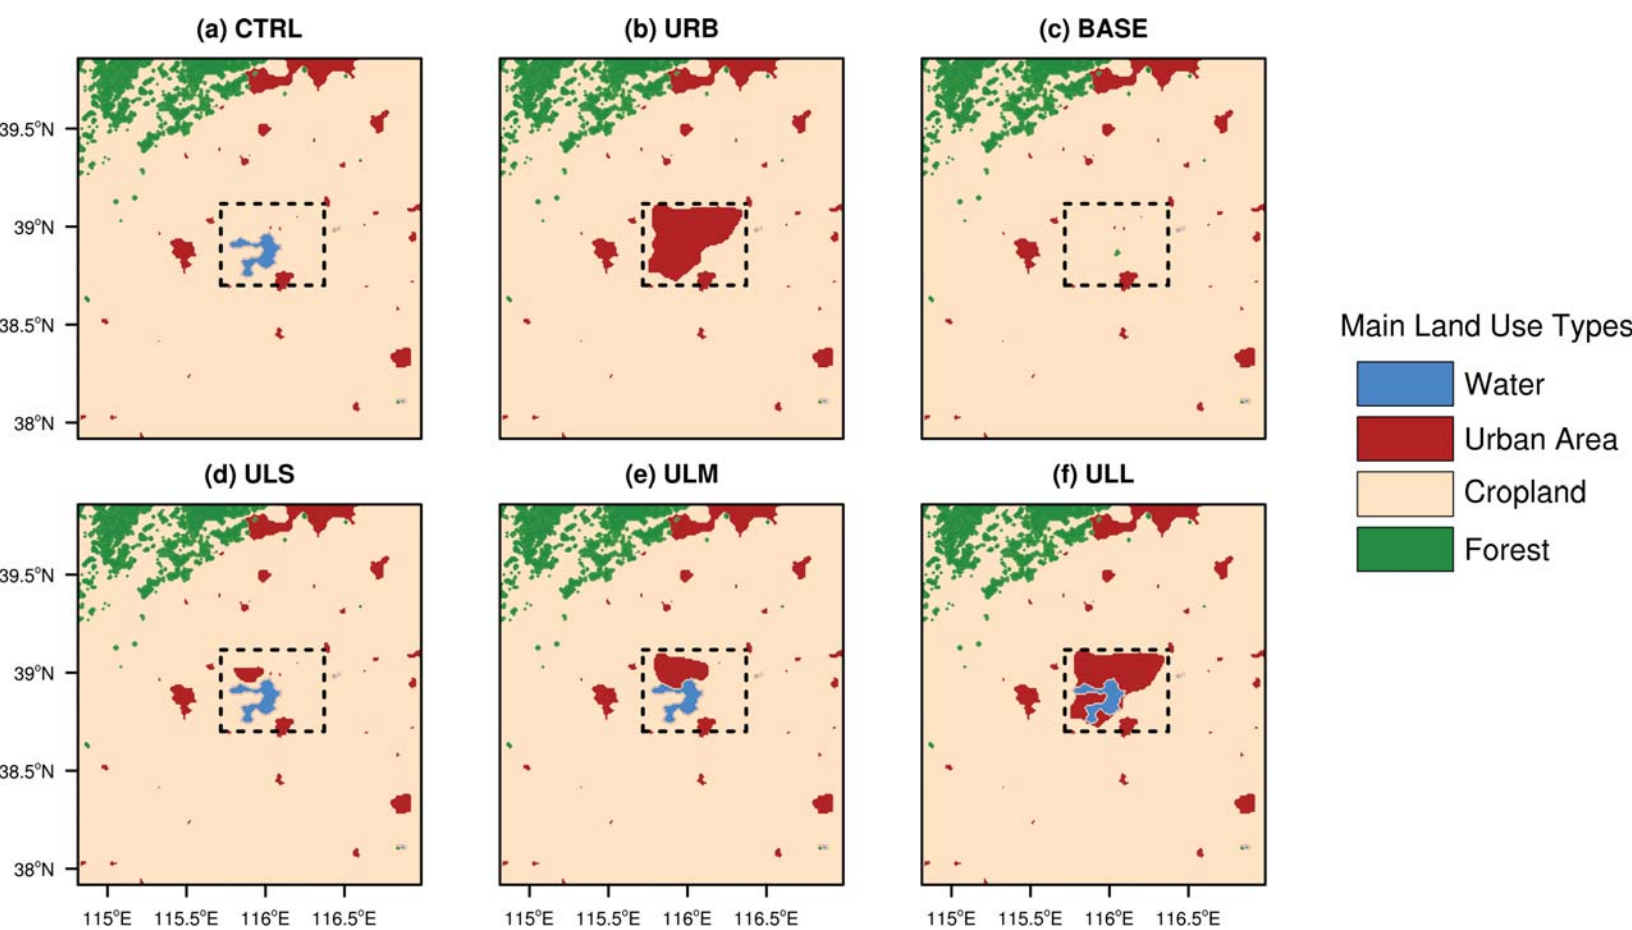 (a) CTRL
(b) URB
(c) BASE
39.5°N
39°N
38.5°N
38°N
Main Land Use Types
Water
Urban Area
Cropland
Forest
(d) ULS
(e) ULM
(f) ULL
39.5°N
39°N
38.5°N
38°N
115°E 115.5°E 116°E 116.5°E
115°E 115.5°E 116°E 116.5°E
115°E 115.5°E 116°E 116.5°E